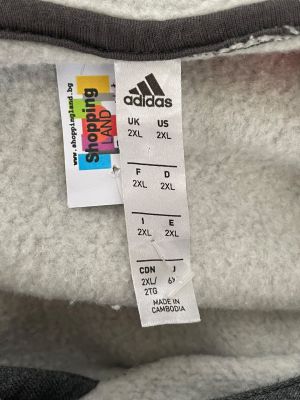 www.shoppingland.bg
Shopping
LAND
adidas
UK US
2XL 2XL
F D
2XL 2XL
I E
2XL 2XL
CDN J
2XL/
2TG
MADE IN
CAMBODIA